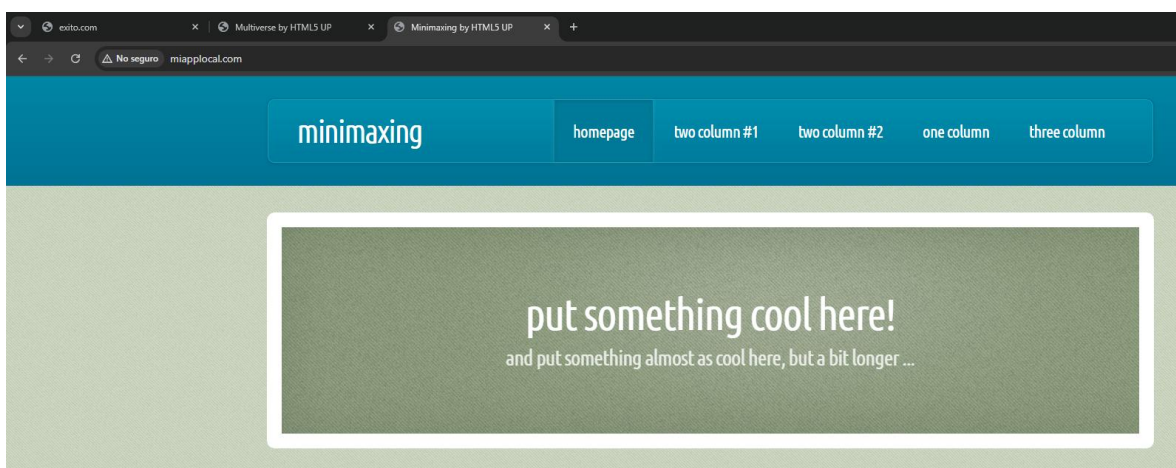 exito.com Multiverse by HTML5 UP Minimaxing by HTML5 UP
No seguro miapplocal.com
minimaxing homepage two column #1 two column #2 one column three column
put something cool here!
and put something almost as cool here, but a bit longer ...